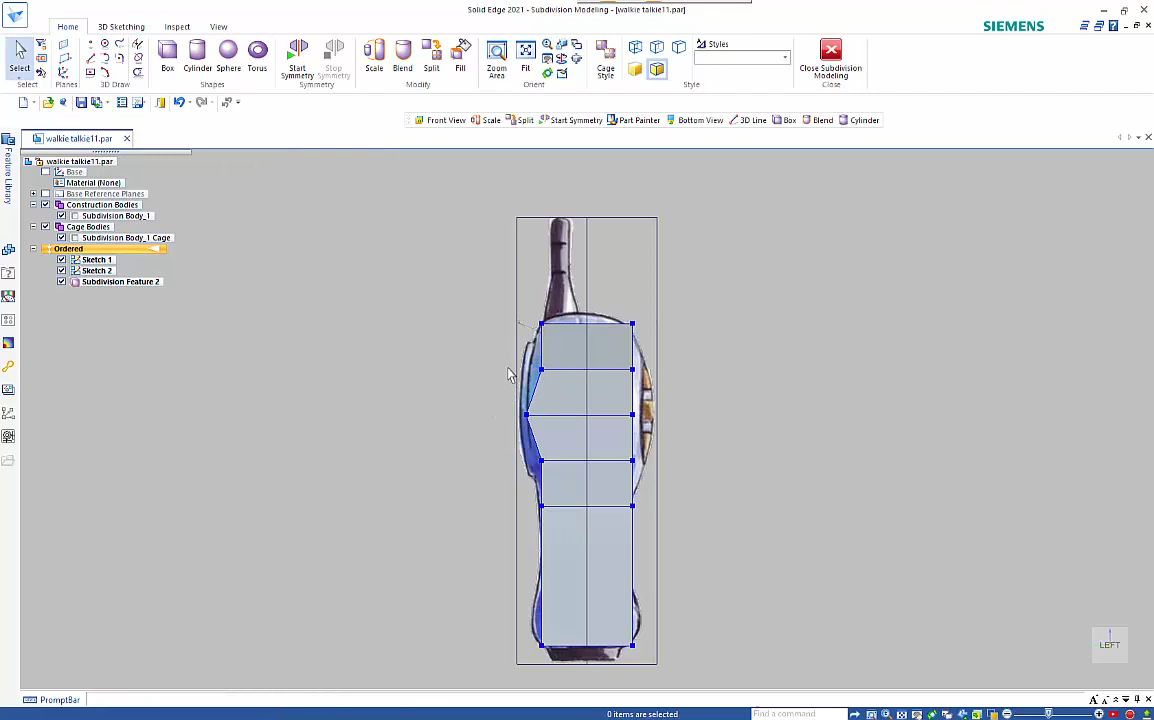 Solid Edge 2021 - Subdivision Modeling - [walkie talkie11.par]
Home 3D Sketching Inspect View
SIEMENS
Select Box Cylinder Sphere Torus Start Symmetry Stop Symmetry Scale Blend Split Fill Zoom Area Fit Cage Style Styles Close Subdivision Modeling
Select Planes 3D Draw Shapes Symmetry Modify Orient Style Close
Front View Scale Split Start Symmetry Part Painter Bottom View 3D Line Box Blend Cylinder
walkie talkie11.par
Feature Library
walkie talkie11.par
Base
Material (None)
Base Reference Planes
Construction Bodies
Subdivision Body_1
Cage Bodies
Subdivision Body_1 Cage
Ordered
Sketch 1
Sketch 2
Subdivision Feature 2
LEFT
PromptBar
0 items are selected
Find a command